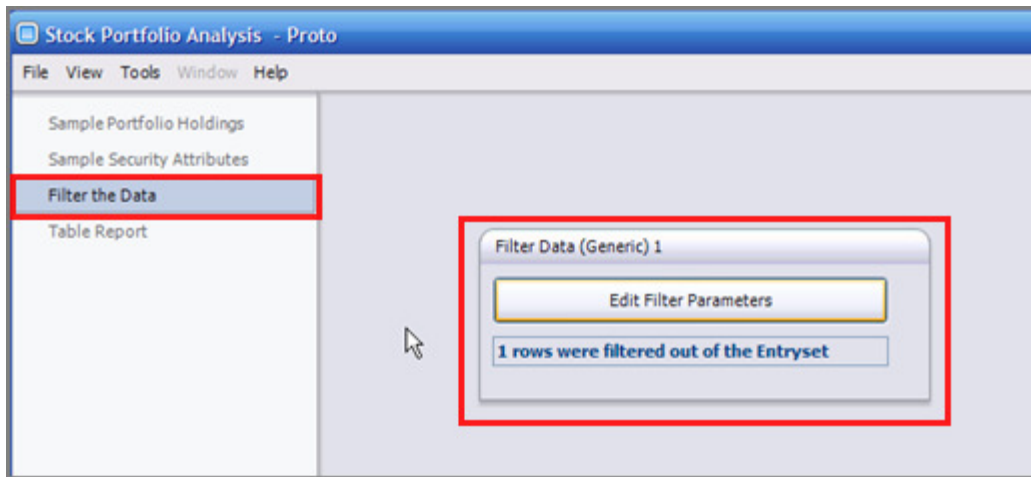 Stock Portfolio Analysis - Proto
File View Tools Window Help
Sample Portfolio Holdings
Sample Security Attributes
Filter the Data
Table Report
Filter Data (Generic) 1
Edit Filter Parameters
1 rows were filtered out of the Entryset